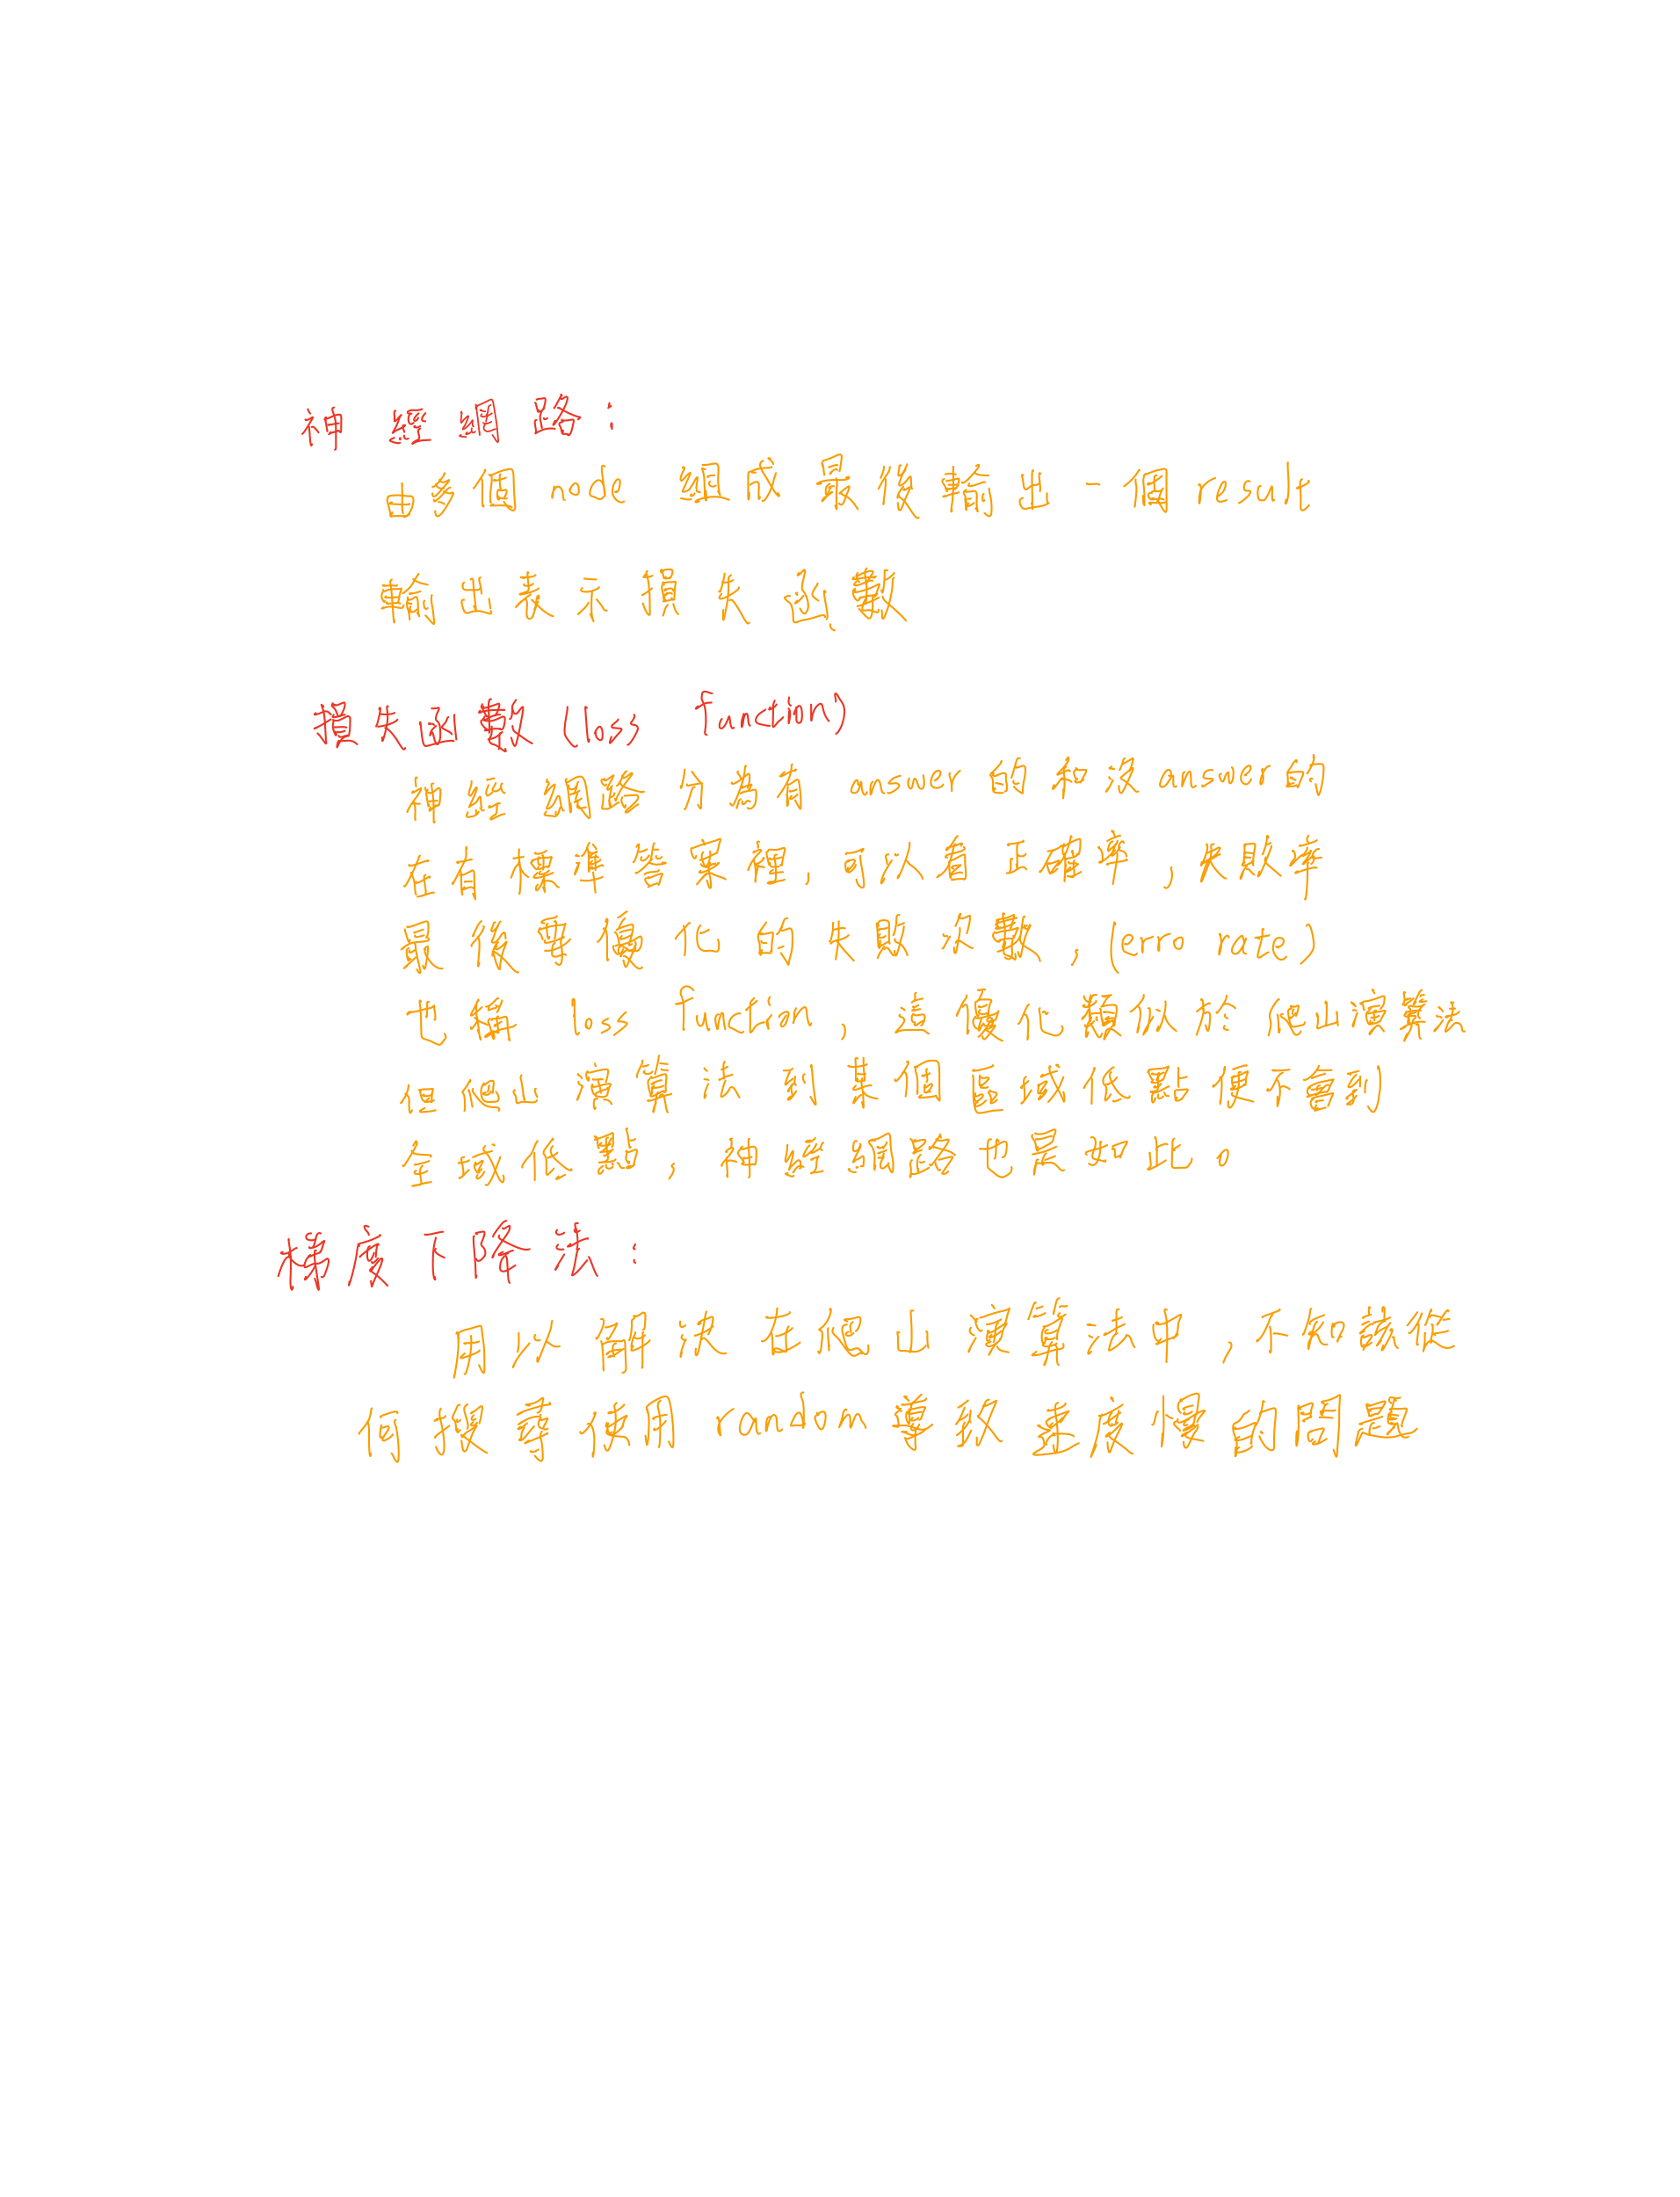 神經網路：
由多個 node 組成最後輸出一個 result
輸出表示損失函數
損失函數 (loss function)
神經網路分為有 answer 的和沒 answer 的
在有標準答案裡, 可以看正確率, 失敗率
最後要優化的失敗次數, (erro rate)
也稱 loss function, 這優化類似於爬山演算法
但爬山演算法到某個區域低點便不會到
全域低點, 神經網路也是如此。
梯度下降法：
用以解決在爬山演算法中, 不知該從
何搜尋使用 random 導致速度慢的問題